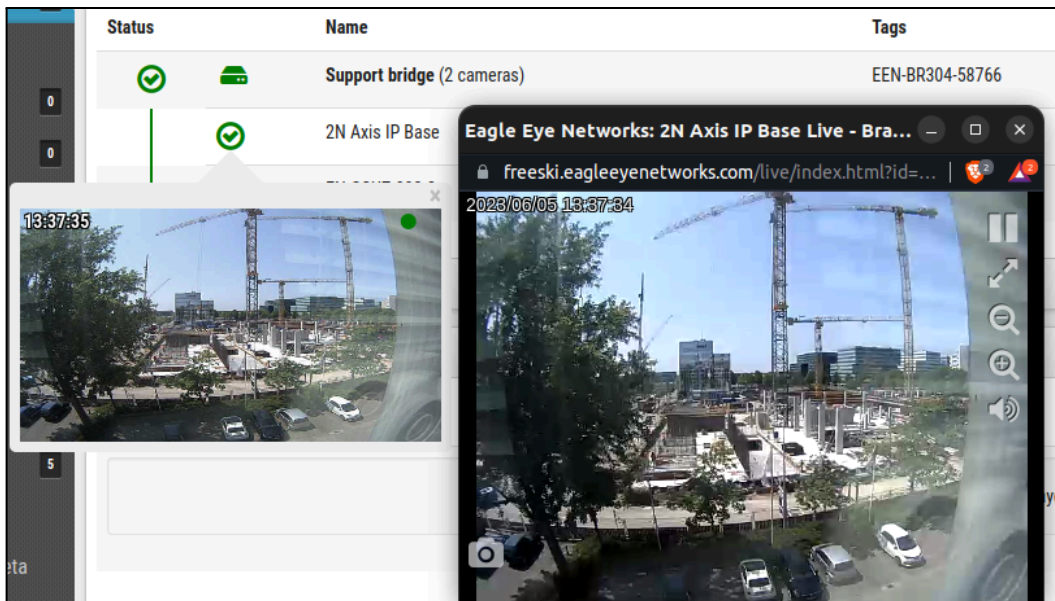 Status Name Tags
Support bridge (2 cameras) EEN-BR304-58766
0
2N Axis IP Base
0
Eagle Eye Networks: 2N Axis IP Base Live - Bra...
freeski.eagleeyenetworks.com/live/index.html?id=...
2
2
×
13:37:35
2023/06/05 13:37:34
5
eta